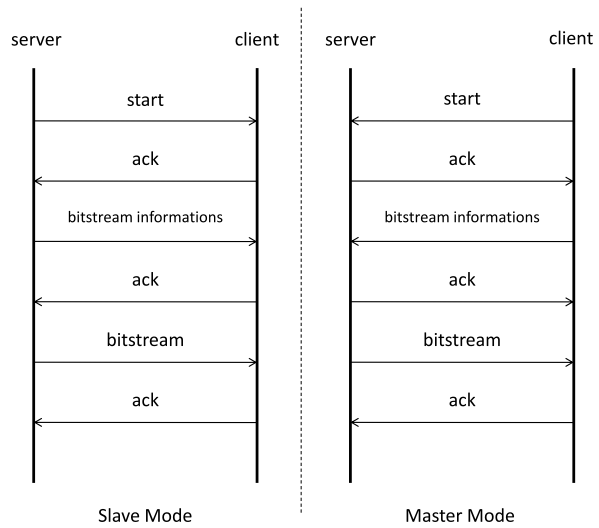 server client
start
ack
bitstream informations
ack
bitstream
ack
Slave Mode
server client
start
ack
bitstream informations
ack
bitstream
ack
Master Mode